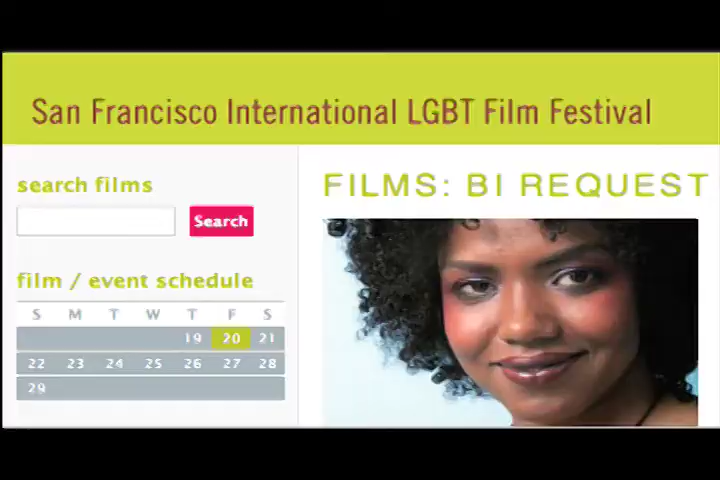 San Francisco International LGBT Film Festival
search films
Search
film / event schedule
S M T W T F S
19 20 21
22 23 24 25 26 27 28
29
FILMS: BI REQUEST